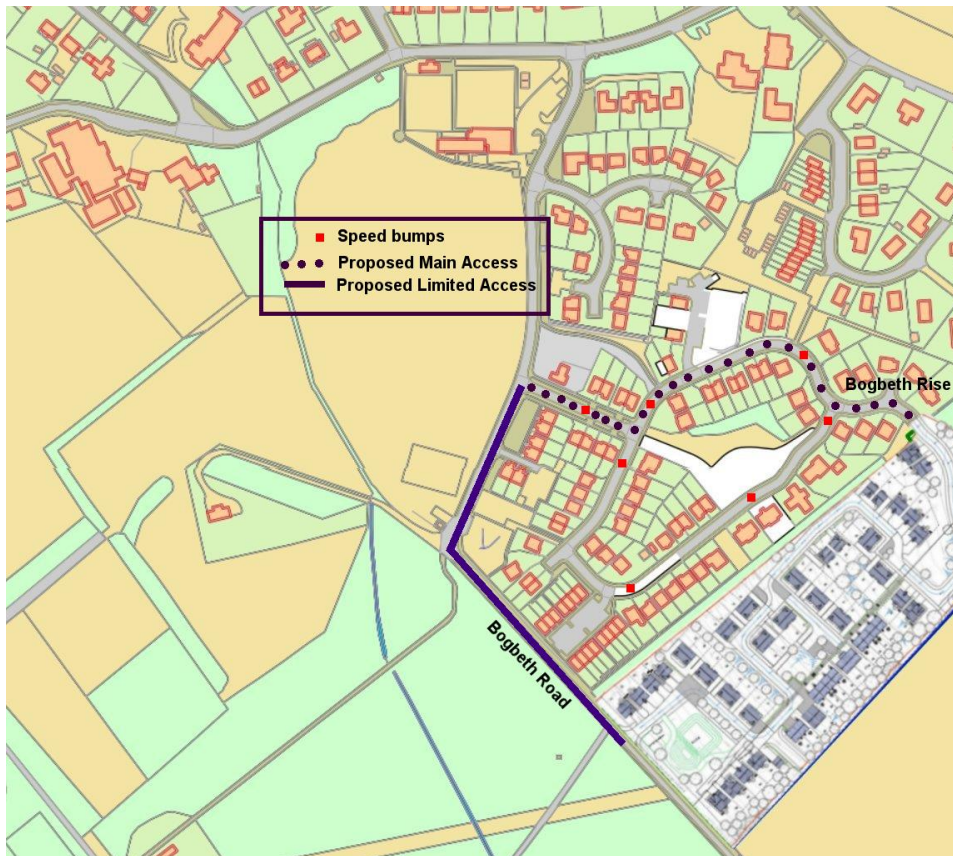 Speed bumps
Proposed Main Access
Proposed Limited Access
Bogbeth Rise
Bogbeth Road